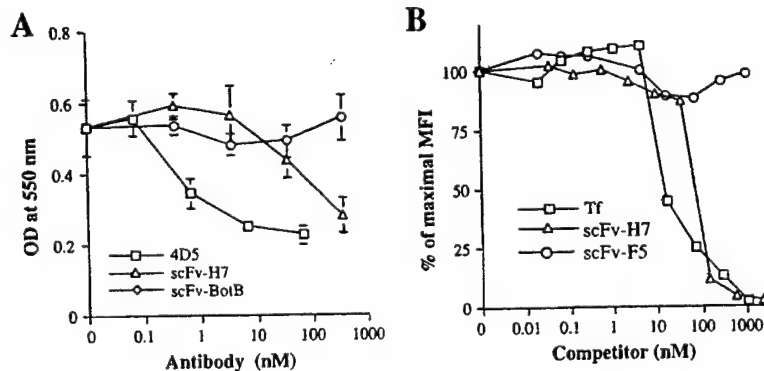 A
OD at 550 nm
0.8
0.6
0.4
0.2
0
4D5
scFv-H7
scFv-BotB
0 0.1 1 10 100 1000
Antibody (nM)
B
% of maximal MFI
100
75
50
25
0
Tf
scFv-H7
scFv-F5
0 0.01 0.1 1 10 100 1000
Competitor (nM)